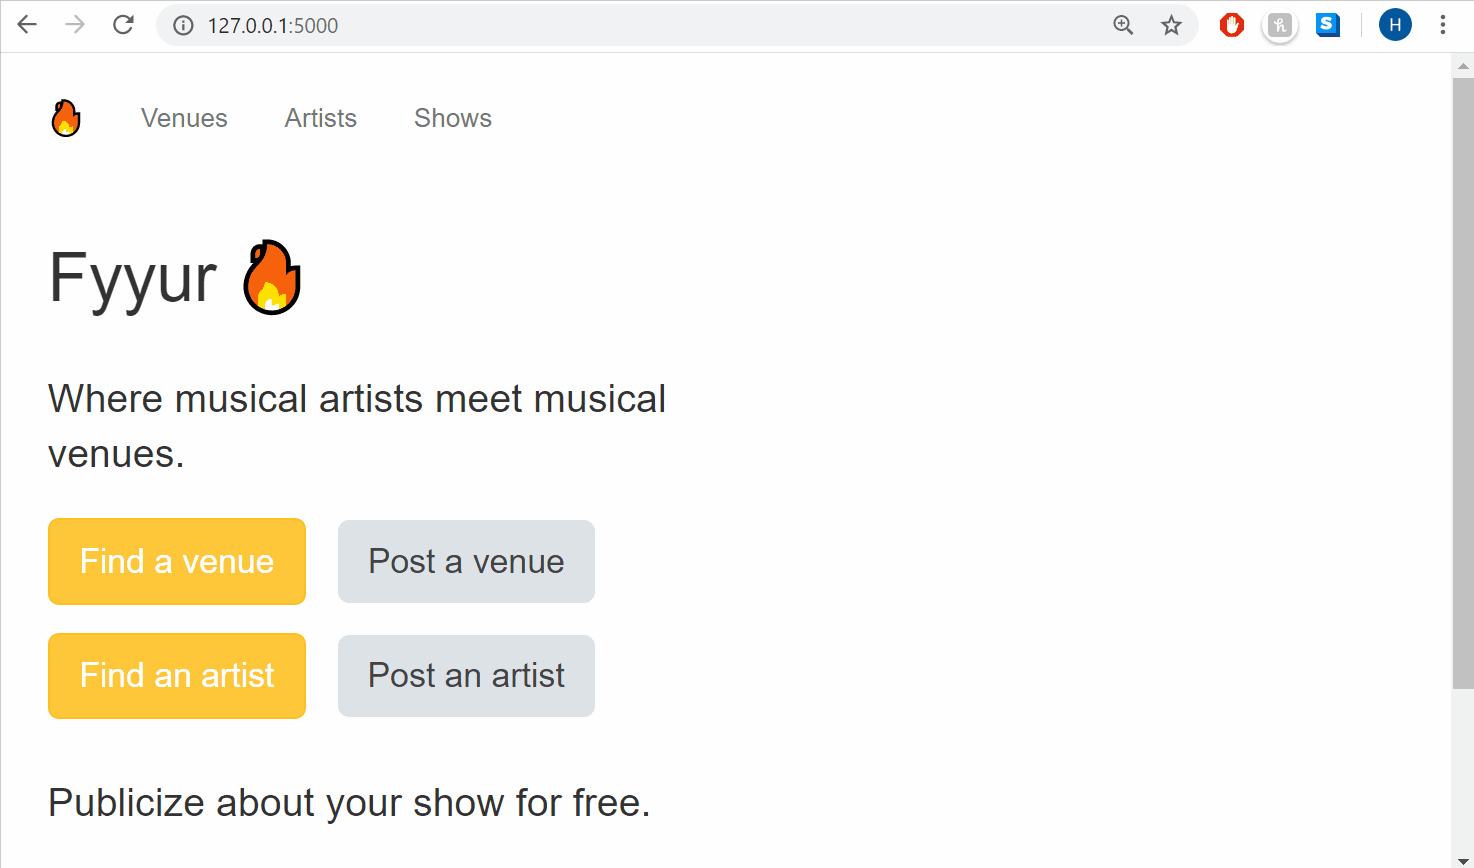 127.0.0.1:5000
H
Venues Artists Shows
Fyyur
Where musical artists meet musical
venues.
Find a venue Post a venue
Find an artist Post an artist
Publicize about your show for free.